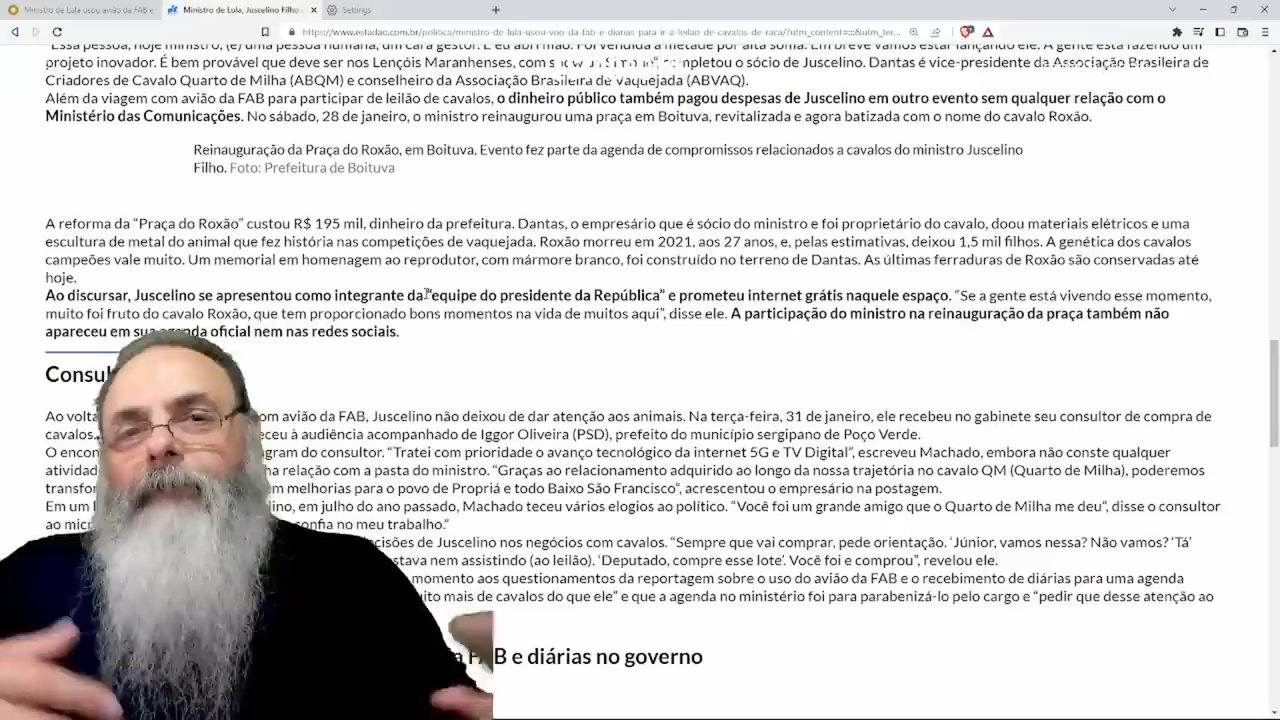 Ministro de Lula usou avião da FAB e
Ministro de Lula, Juscelino Filho
Settings
https://www.estadao.com.br/politica/ministro-de-lula-usou-voo-da-fab-e-diarias-para-ir-a-leilao-de-cavalos-de-raca/?utm_content=:::&utm_ter...
"Essa pessoa, hoje ministro, (é) uma pessoa humana, um cara gestor. E eu abri mão. Foi vendida a metade por alta soma. Em breve vamos estar lançando ele. A gente está fazendo um
projeto inovador. É bem provável que deve ser nos Lençóis Maranhenses, com completou o sócio de Juscelino. Dantas é vice-presidente da Associação Brasileira de
Criadores de Cavalo Quarto de Milha (ABQM) e conselheiro da Associação Brasileira de Vaquejada (ABVAQ).
Além da viagem com avião da FAB para participar de leilão de cavalos, o dinheiro público também pagou despesas de Juscelino em outro evento sem qualquer relação com o
Ministério das Comunicações. No sábado, 28 de janeiro, o ministro reinaugurou uma praça em Boituva, revitalizada e agora batizada com o nome do cavalo Roxão.
Reinauguração da Praça do Roxão, em Boituva. Evento fez parte da agenda de compromissos relacionados a cavalos do ministro Juscelino
Filho. Foto: Prefeitura de Boituva
A reforma da “Praça do Roxão” custou R$ 195 mil, dinheiro da prefeitura. Dantas, o empresário que é sócio do ministro e foi proprietário do cavalo, doou materiais elétricos e uma
escultura de metal do animal que fez história nas competições de vaquejada. Roxão morreu em 2021, aos 27 anos, e, pelas estimativas, deixou 1,5 mil filhos. A genética dos cavalos
campeões vale muito. Um memorial em homenagem ao reprodutor, com mármore branco, foi construído no terreno de Dantas. As últimas ferraduras de Roxão são conservadas até
hoje.
Ao discursar, Juscelino se apresentou como integrante da “equipe do presidente da República” e prometeu internet grátis naquele espaço. “Se a gente está vivendo esse momento,
muito foi fruto do cavalo Roxão, que tem proporcionado bons momentos na vida de muitos aqui”, disse ele. A participação do ministro na reinauguração da praça também não
apareceu em sua agenda oficial nem nas redes sociais.
Consul
Ao volta om avião da FAB, Juscelino não deixou de dar atenção aos animais. Na terça-feira, 31 de janeiro, ele recebeu no gabinete seu consultor de compra de
cavalos. eceu à audiência acompanhado de Iggor Oliveira (PSD), prefeito do município sergipano de Poço Verde.
O encon gram do consultor. “Tratei com prioridade o avanço tecnológico da internet 5G e TV Digital”, escreveu Machado, embora não conste qualquer
atividad ha relação com a pasta do ministro. “Graças ao relacionamento adquirido ao longo da nossa trajetória no cavalo QM (Quarto de Milha), poderemos
transfor em melhorias para o povo de Propriá e todo Baixo São Francisco”, acrescentou o empresário na postagem.
Em um l lino, em julho do ano passado, Machado teceu vários elogios ao político. “Você foi um grande amigo que o Quarto de Milha me deu”, disse o consultor
ao micr onfia no meu trabalho.“
ecisões de Juscelino nos negócios com cavalos. “Sempre que vai comprar, pede orientação. ‘Júnior, vamos nessa? Não vamos? ‘Tá’
stava nem assistindo (ao leilão). ‘Deputado, compre esse lote’. Você foi e comprou”, revelou ele.
momento aos questionamentos da reportagem sobre o uso do avião da FAB e o recebimento de diárias para uma agenda
uito mais de cavalos do que ele” e que a agenda no ministério foi para parabenizá-lo pelo cargo e “pedir que desse atenção ao
a FAB e diárias no governo